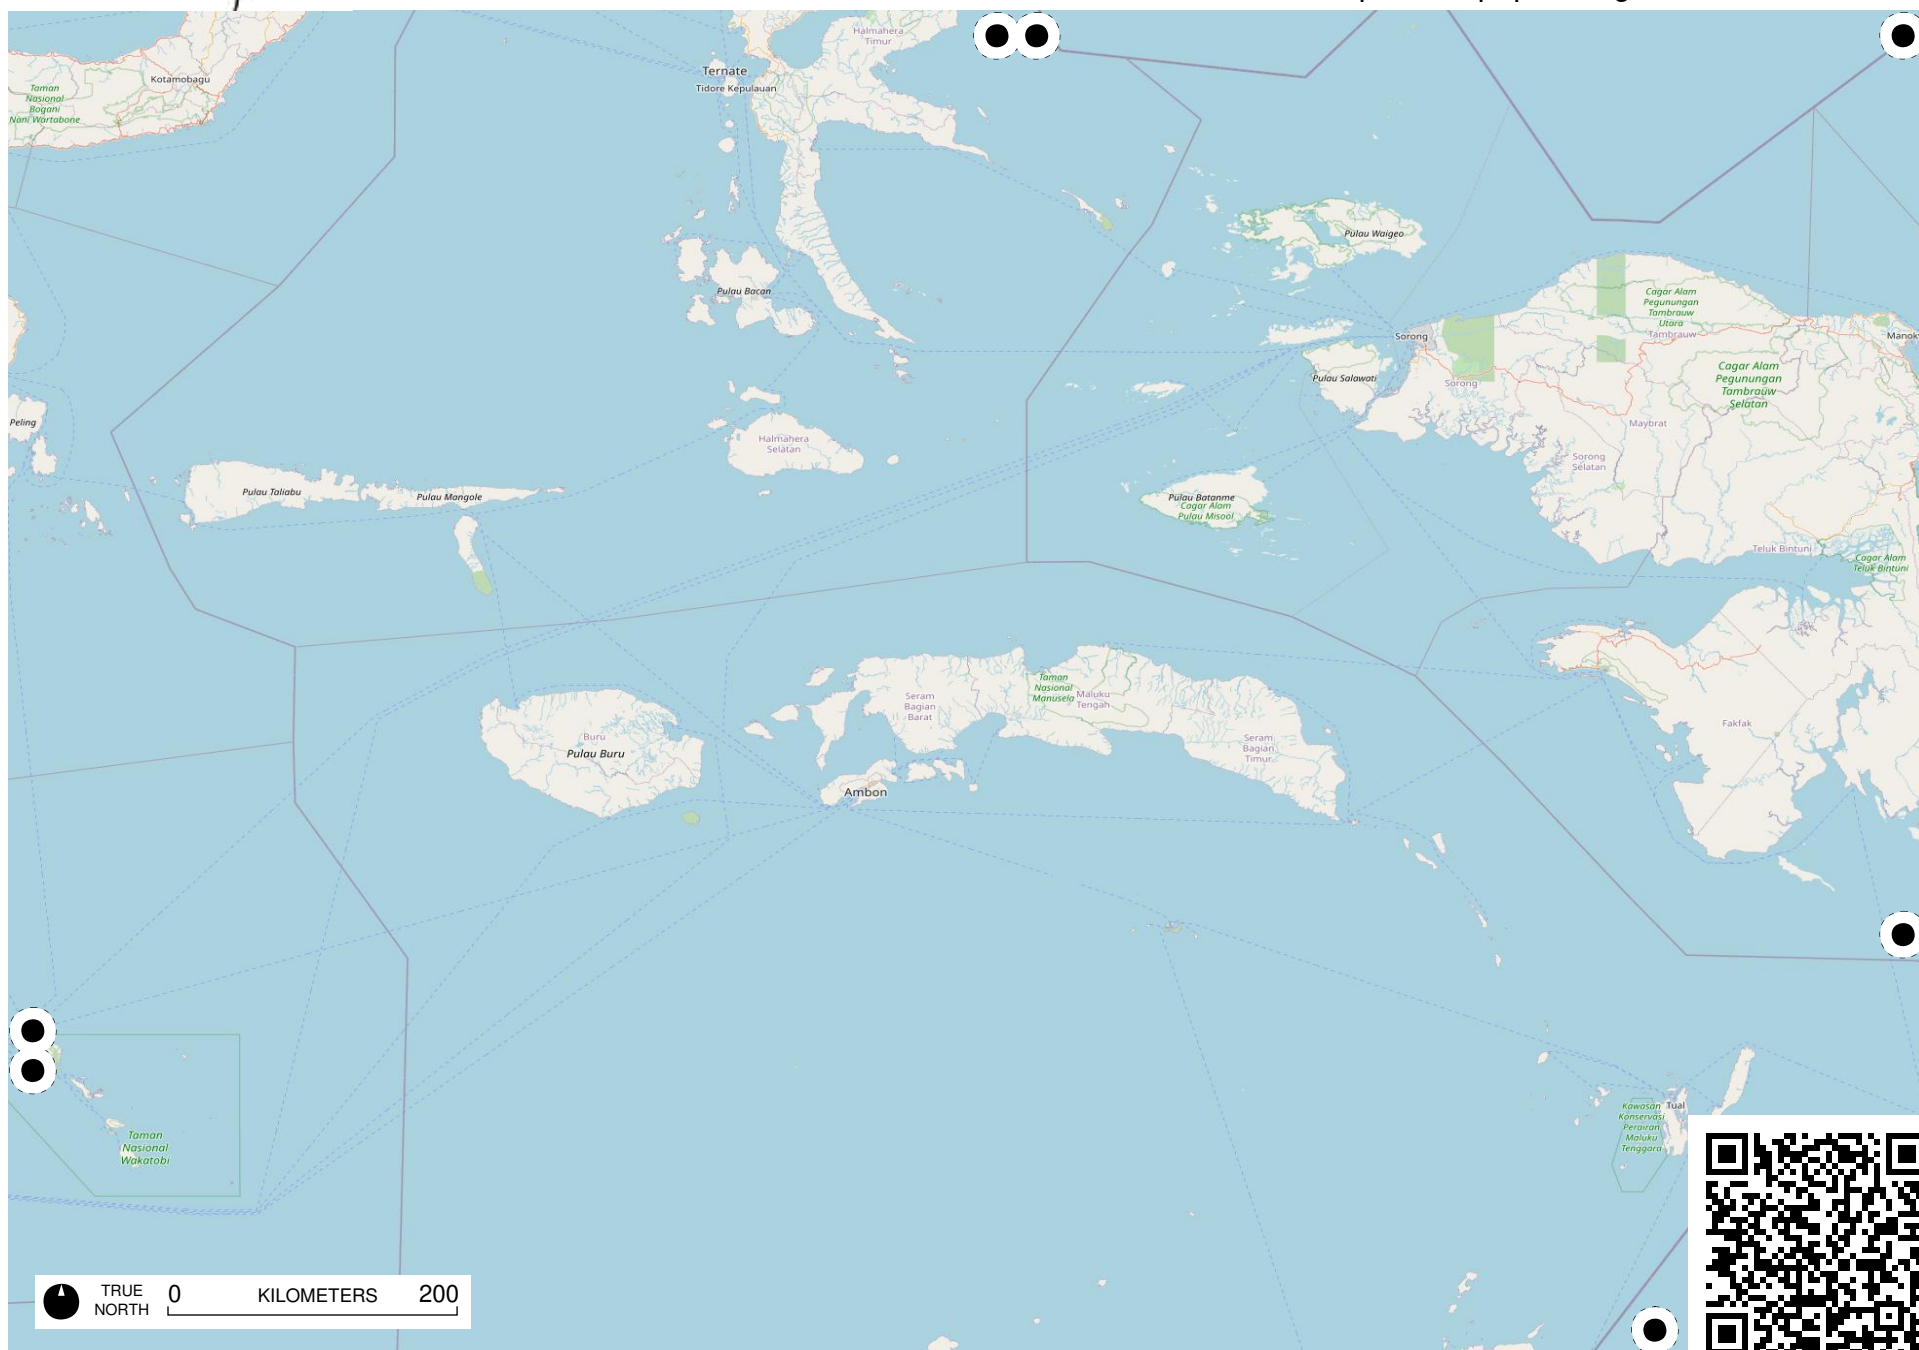 Halmahera
Timur
Ternate
Tidore Kepulauan
Kotamobagu
Taman
Nasional
Bogani
Nani Wartabone
Pulau Waigeo
Pulau Bacan
Cagar Alam
Pegunungan
Tambrauw
Utara
Tambrauw
Sorong
Manok
Pulau Salawati
Sorong
Cagar Alam
Pegunungan
Tambrauw
Selatan
Peling
Maybrat
Halmahera
Selatan
Sorong
Selatan
Pulau Taliabu
Pulau Mangole
Pulau Batanme
Cagar Alam
Pulau Misool
Teluk Bintuni
Cagar Alam
Teluk Bintuni
Taman
Nasional
Manusela
Maluku
Tengah
Seram
Bagian
Barat
Fakfak
Buru
Pulau Buru
Seram
Bagian
Timur
Ambon
Tual
Kawasan
Konservasi
Perairan
Maluku
Tenggara
Taman
Nasional
Wakatobi
TRUE
NORTH
0 KILOMETERS 200